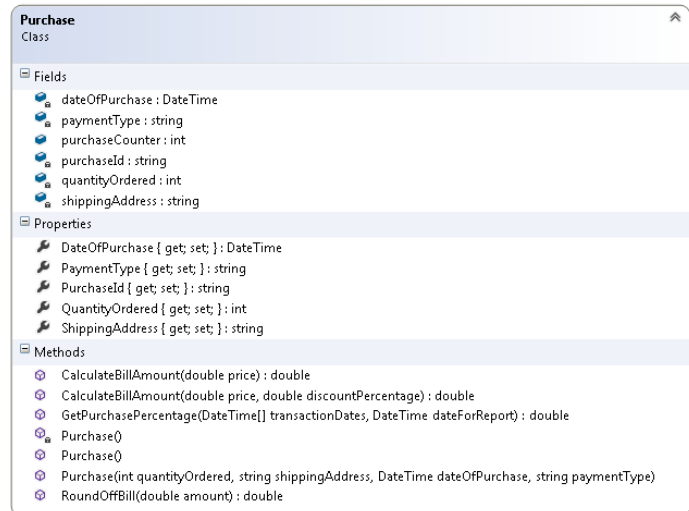 Purchase
Class
Fields
dateOfPurchase : DateTime
paymentType : string
purchaseCounter : int
purchaseId : string
quantityOrdered : int
shippingAddress : string
Properties
DateOfPurchase { get; set; } : DateTime
PaymentType { get; set; } : string
PurchaseId { get; set; } : string
QuantityOrdered { get; set; } : int
ShippingAddress { get; set; } : string
Methods
CalculateBillAmount(double price) : double
CalculateBillAmount(double price, double discountPercentage) : double
GetPurchasePercentage(DateTime[] transactionDates, DateTime dateForReport) : double
Purchase()
Purchase()
Purchase(int quantityOrdered, string shippingAddress, DateTime dateOfPurchase, string paymentType)
RoundOffBill(double amount) : double